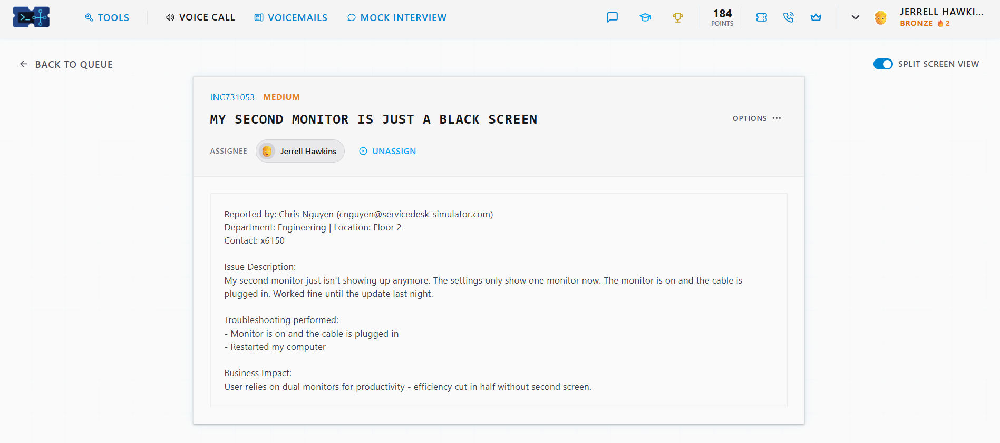 TOOLS
VOICE CALL
VOICEMAILS
MOCK INTERVIEW
184
POINTS
JERRELL HAWKI...
BRONZE 2
BACK TO QUEUE
SPLIT SCREEN VIEW
INC731053 MEDIUM
MY SECOND MONITOR IS JUST A BLACK SCREEN
OPTIONS
ASSIGNEE Jerrell Hawkins UNASSIGN
Reported by: Chris Nguyen (cnguyen@servicedesk-simulator.com)
Department: Engineering | Location: Floor 2
Contact: x6150
Issue Description:
My second monitor just isn't showing up anymore. The settings only show one monitor now. The monitor is on and the cable is
plugged in. Worked fine until the update last night.
Troubleshooting performed:
- Monitor is on and the cable is plugged in
- Restarted my computer
Business Impact:
User relies on dual monitors for productivity - efficiency cut in half without second screen.